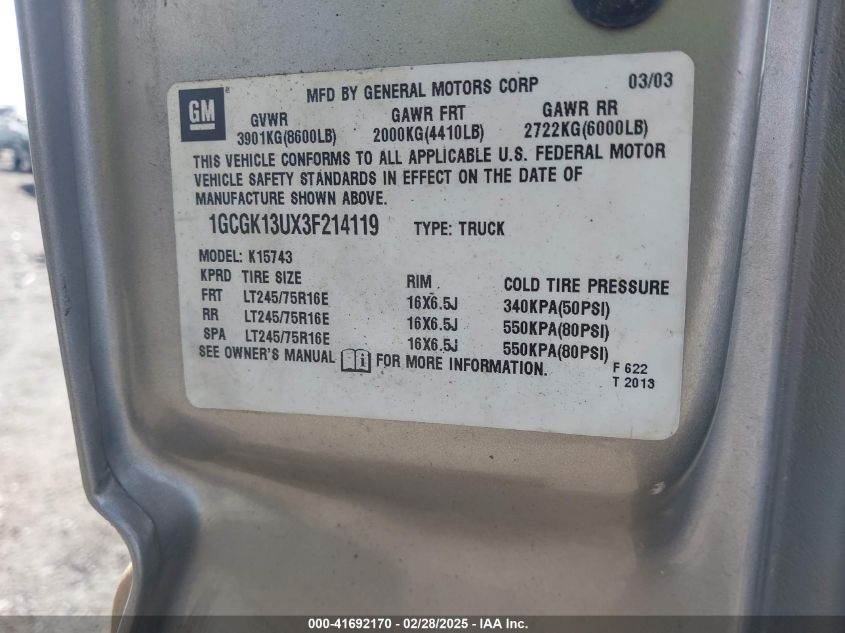 GM
MFD BY GENERAL MOTORS CORP 03/03
GVWR GAWR FRT GAWR RR
3901KG(8600LB) 2000KG(4410LB) 2722KG(6000LB)
THIS VEHICLE CONFORMS TO ALL APPLICABLE U.S. FEDERAL MOTOR
VEHICLE SAFETY STANDARDS IN EFFECT ON THE DATE OF
MANUFACTURE SHOWN ABOVE.
1GCGK13UX3F214119 TYPE: TRUCK
MODEL: K15743
KPRD TIRE SIZE RIM COLD TIRE PRESSURE
FRT LT245/75R16E 16X6.5J 340KPA(50PSI)
RR LT245/75R16E 16X6.5J 550KPA(80PSI)
SPA LT245/75R16E 16X6.5J 550KPA(80PSI)
SEE OWNER'S MANUAL i FOR MORE INFORMATION.
F 622
T 2013
000-41692170 - 02/28/2025 - IAA Inc.